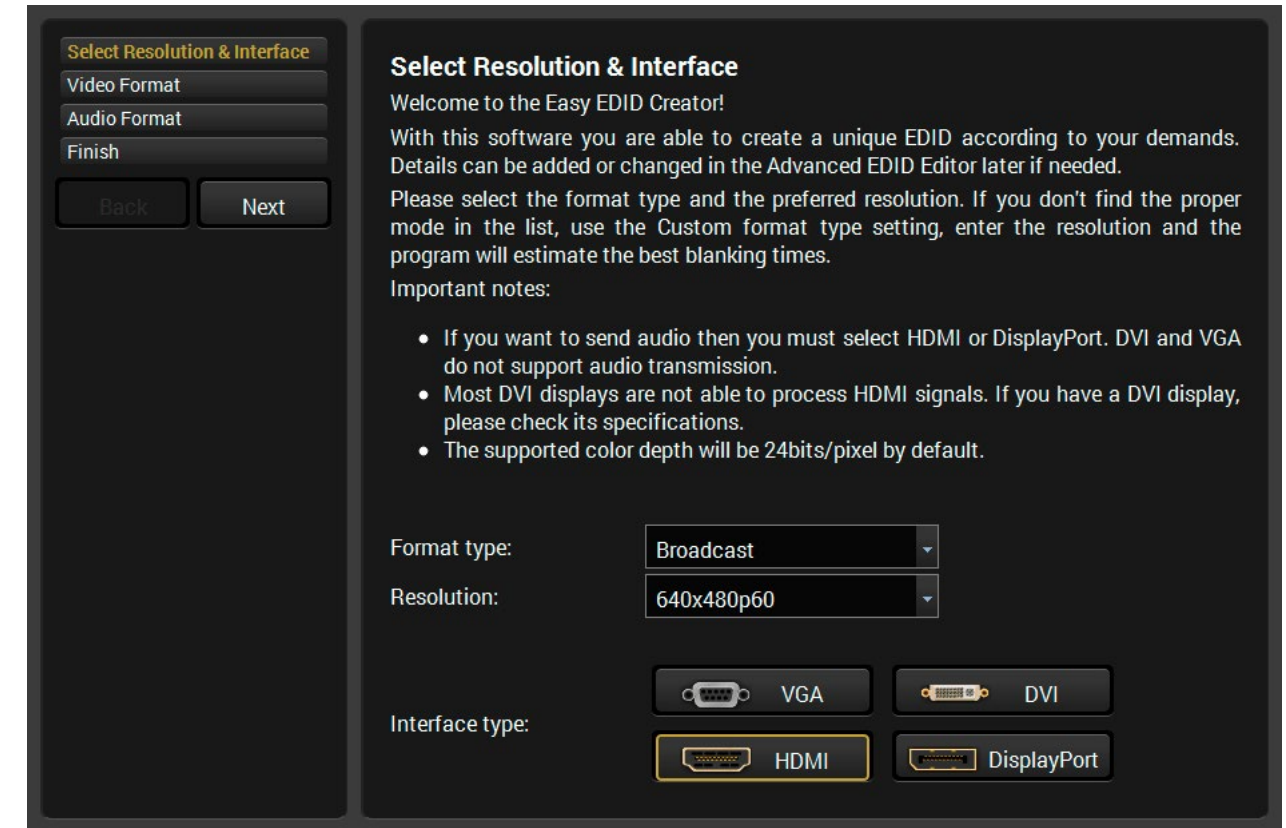 Select Resolution & Interface
Video Format
Audio Format
Finish
Back
Next
Select Resolution & Interface
Welcome to the Easy EDID Creator!
With this software you are able to create a unique EDID according to your demands.
Details can be added or changed in the Advanced EDID Editor later if needed.
Please select the format type and the preferred resolution. If you don't find the proper
mode in the list, use the Custom format type setting, enter the resolution and the
program will estimate the best blanking times.
Important notes:
• If you want to send audio then you must select HDMI or DisplayPort. DVI and VGA
do not support audio transmission.
• Most DVI displays are not able to process HDMI signals. If you have a DVI display,
please check its specifications.
• The supported color depth will be 24bits/pixel by default.
Format type:
Broadcast
Resolution:
640x480p60
Interface type:
VGA
DVI
HDMI
DisplayPort